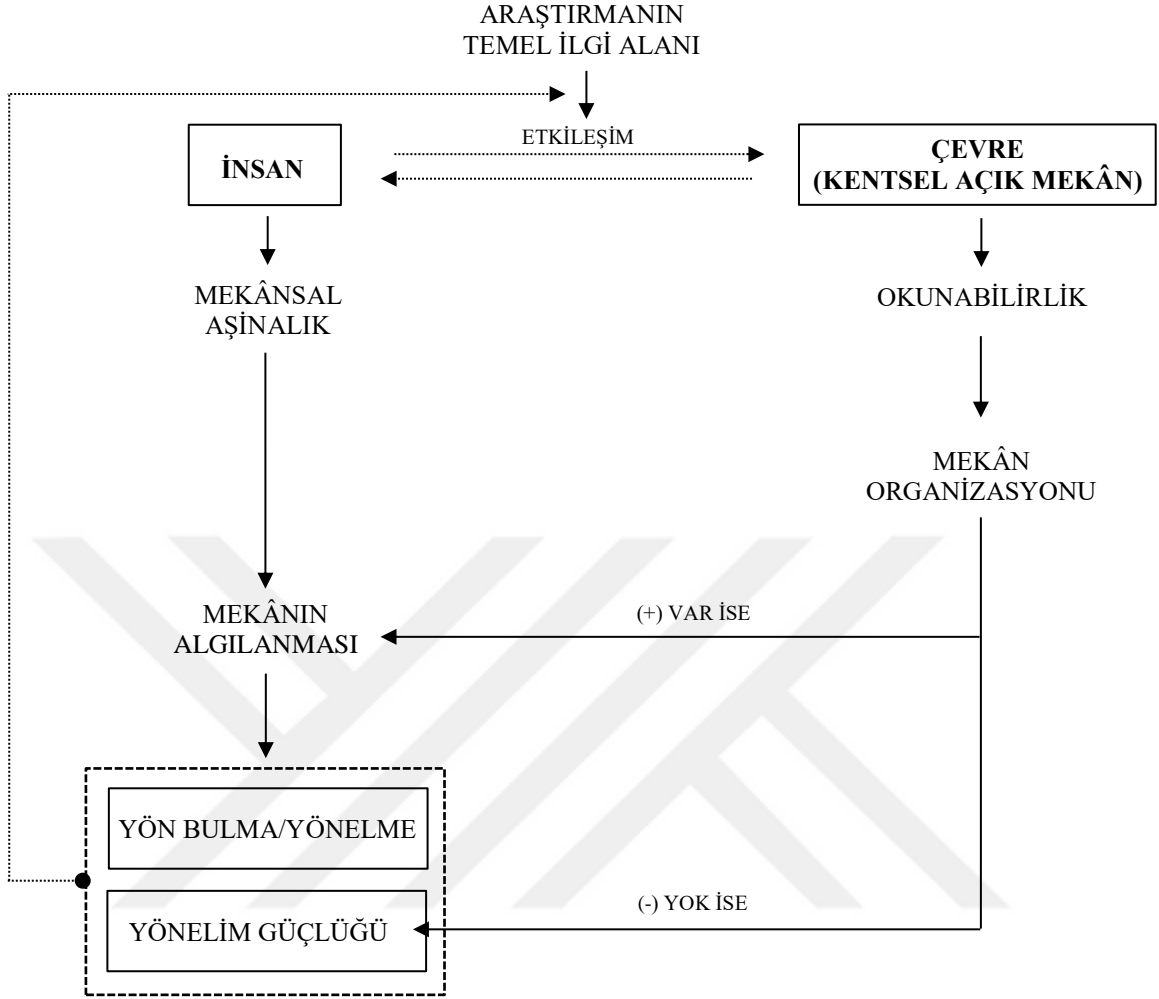 ARAŞTIRMANIN
TEMEL İLGİ ALANI
ETKİLEŞİM
İNSAN
ÇEVRE
(KENTSEL AÇIK MEKÂN)
MEKÂNSAL
AŞİNALIK
OKUNABİLİRLİK
MEKÂN
ORGANİZASYONU
MEKÂNIN
ALGILANMASI
(+) VAR İSE
YÖN BULMA/YÖNELME
(-) YOK İSE
YÖNELİM GÜÇLÜĞÜ